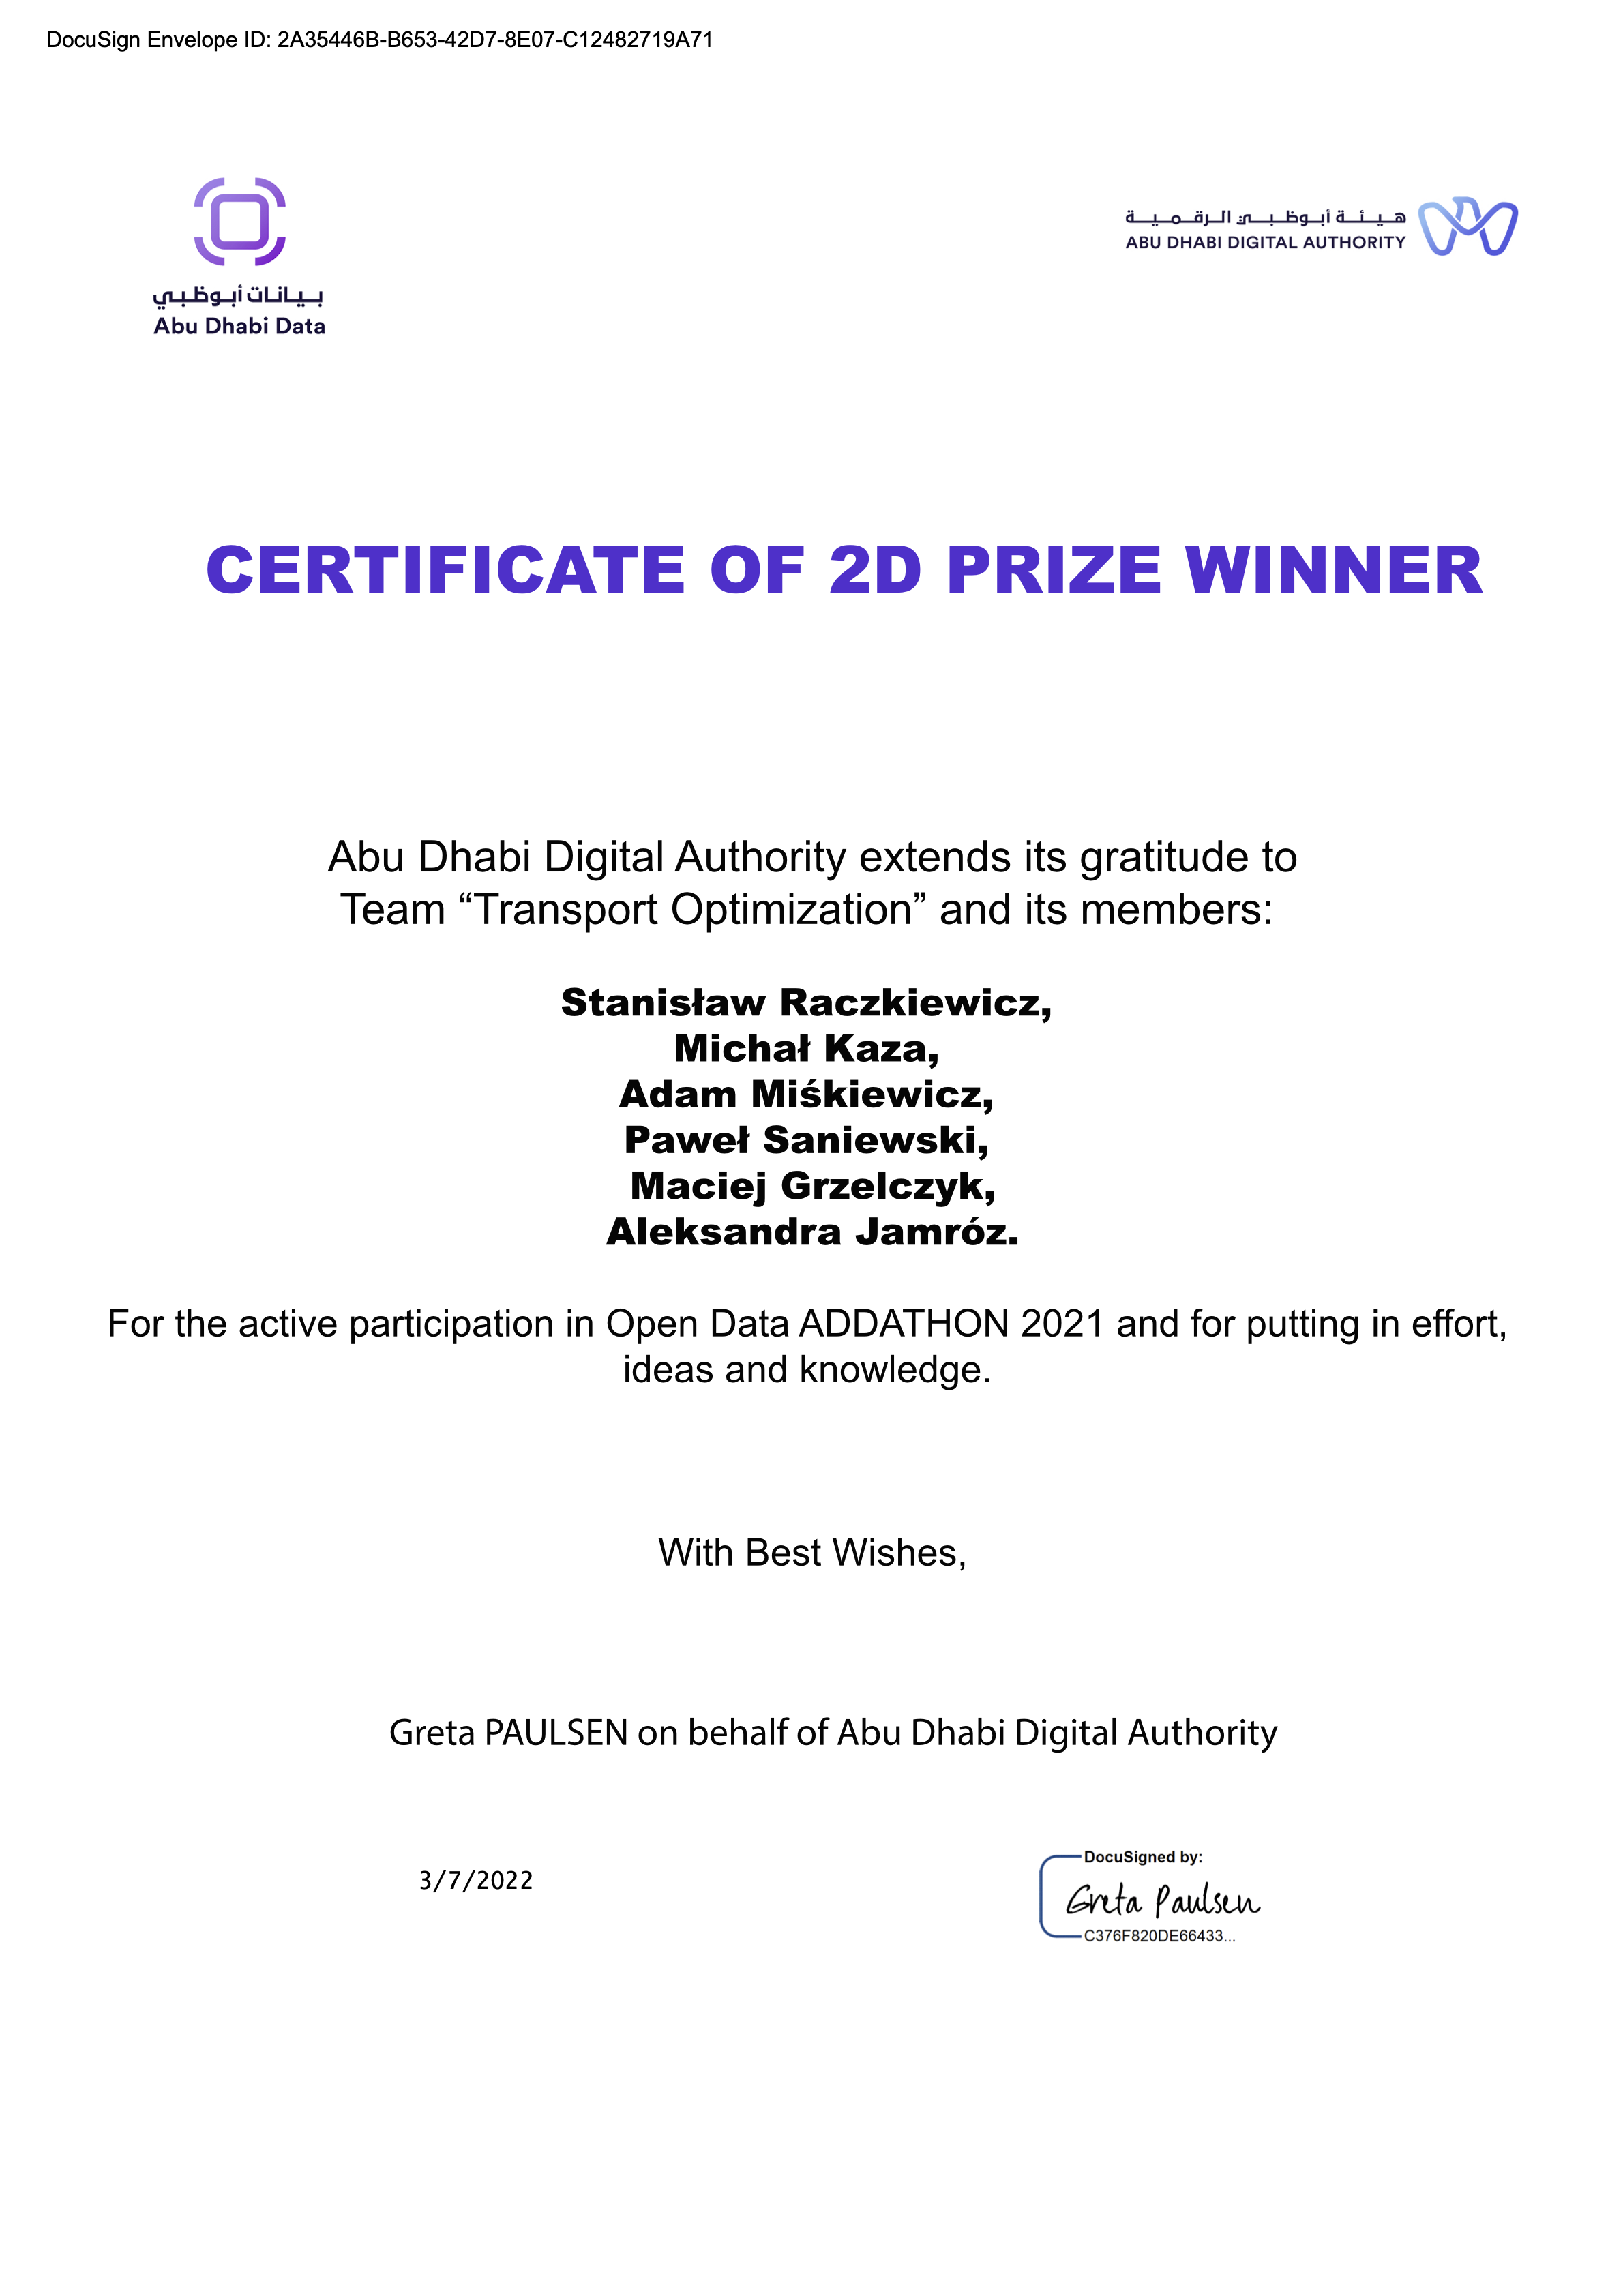 DocuSign Envelope ID: 2A35446B-B653-42D7-8E07-C12482719A71
بيانات أبوظبي
Abu Dhabi Data
هيئة أبوظبي الرقمية
ABU DHABI DIGITAL AUTHORITY
CERTIFICATE OF 2D PRIZE WINNER
Abu Dhabi Digital Authority extends its gratitude to
Team “Transport Optimization” and its members:
Stanisław Raczkiewicz,
Michał Kaza,
Adam Miśkiewicz,
Paweł Saniewski,
Maciej Grzelczyk,
Aleksandra Jamróz.
For the active participation in Open Data ADDATHON 2021 and for putting in effort,
ideas and knowledge.
With Best Wishes,
Greta PAULSEN on behalf of Abu Dhabi Digital Authority
3/7/2022
DocuSigned by:
Greta Paulsen
C376F820DE66433...